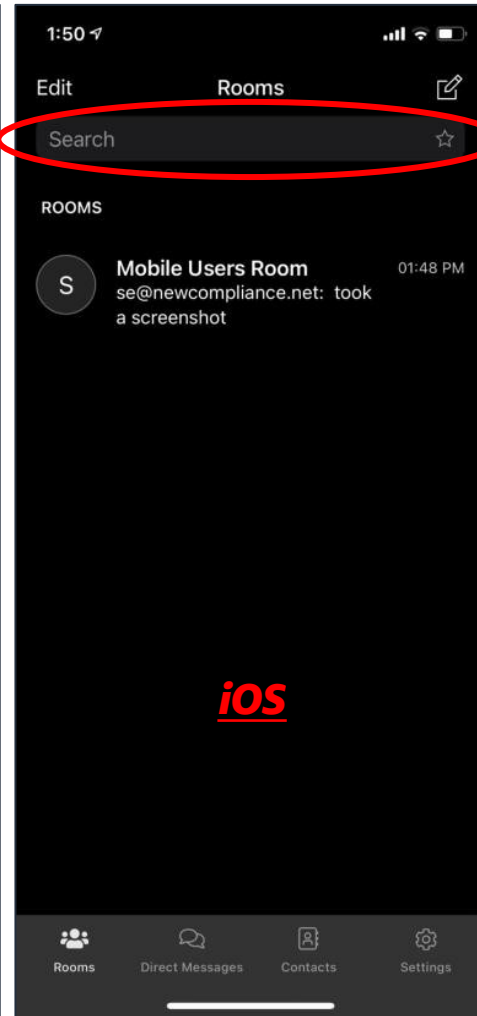 1:50
Edit
Rooms
Search
ROOMS
S
Mobile Users Room
01:48 PM
se@newcompliance.net: took
a screenshot
iOS
Rooms
Direct Messages
Contacts
Settings